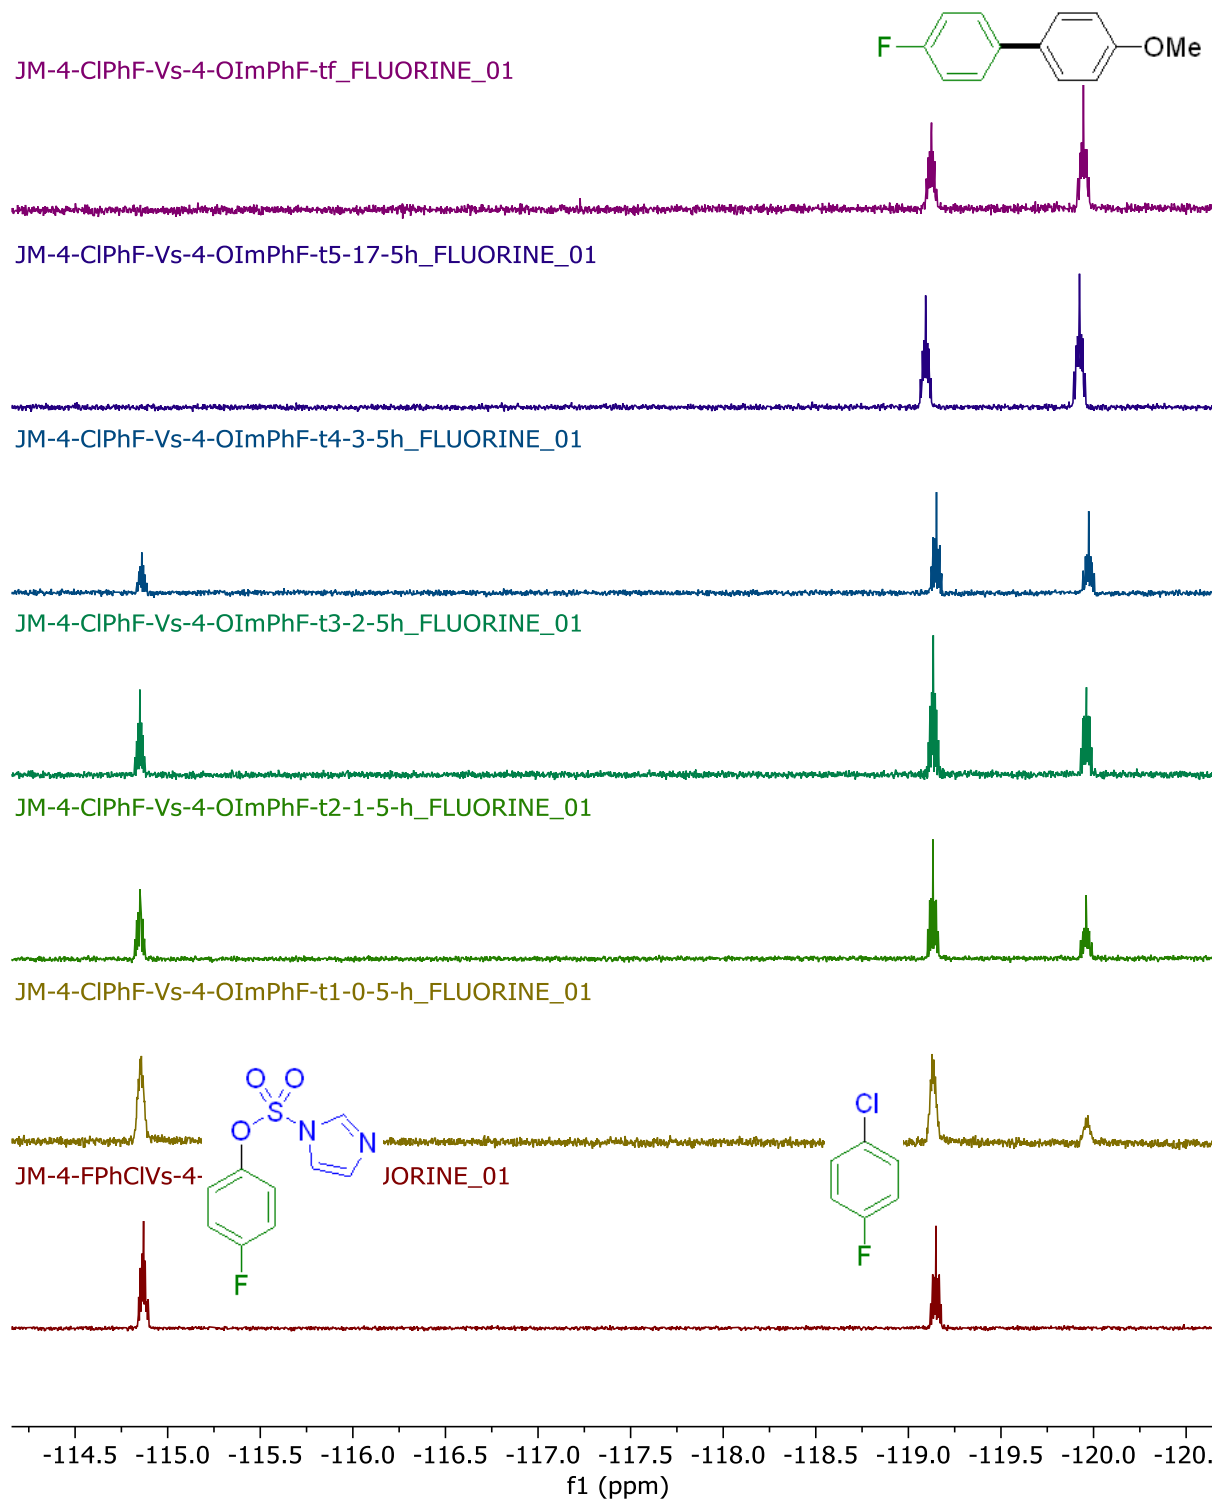 F OMe
JM-4-ClPhF-Vs-4-OImPhF-tf_FLUORINE_01
JM-4-ClPhF-Vs-4-OImPhF-t5-17-5h_FLUORINE_01
JM-4-ClPhF-Vs-4-OImPhF-t4-3-5h_FLUORINE_01
JM-4-ClPhF-Vs-4-OImPhF-t3-2-5h_FLUORINE_01
JM-4-ClPhF-Vs-4-OImPhF-t2-1-5-h_FLUORINE_01
JM-4-ClPhF-Vs-4-OImPhF-t1-0-5-h_FLUORINE_01
O O
S
O N N
F
Cl
F
JM-4-FPhClVs-4- JORINE_01
-114.5 -115.0 -115.5 -116.0 -116.5 -117.0 -117.5 -118.0 -118.5 -119.0 -119.5 -120.0 -120.
f1 (ppm)